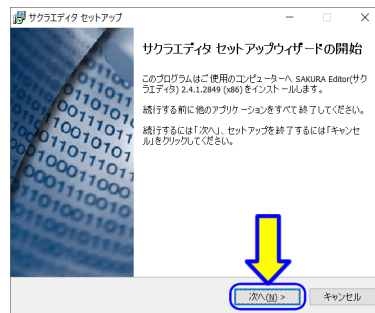 サクラエディタ セットアップ
サクラエディタ セットアップウィザードの開始
このプログラムはご使用のコンピューターへ SAKURA Editor(サク
ラエディタ) 2.4.1.2849 (x86) をインストールします。
続行する前に他のアプリケーションをすべて終了してください。
続行するには「次へ」、セットアップを終了するには「キャンセ
ル」をクリックしてください。
次へ(N) >
キャンセル